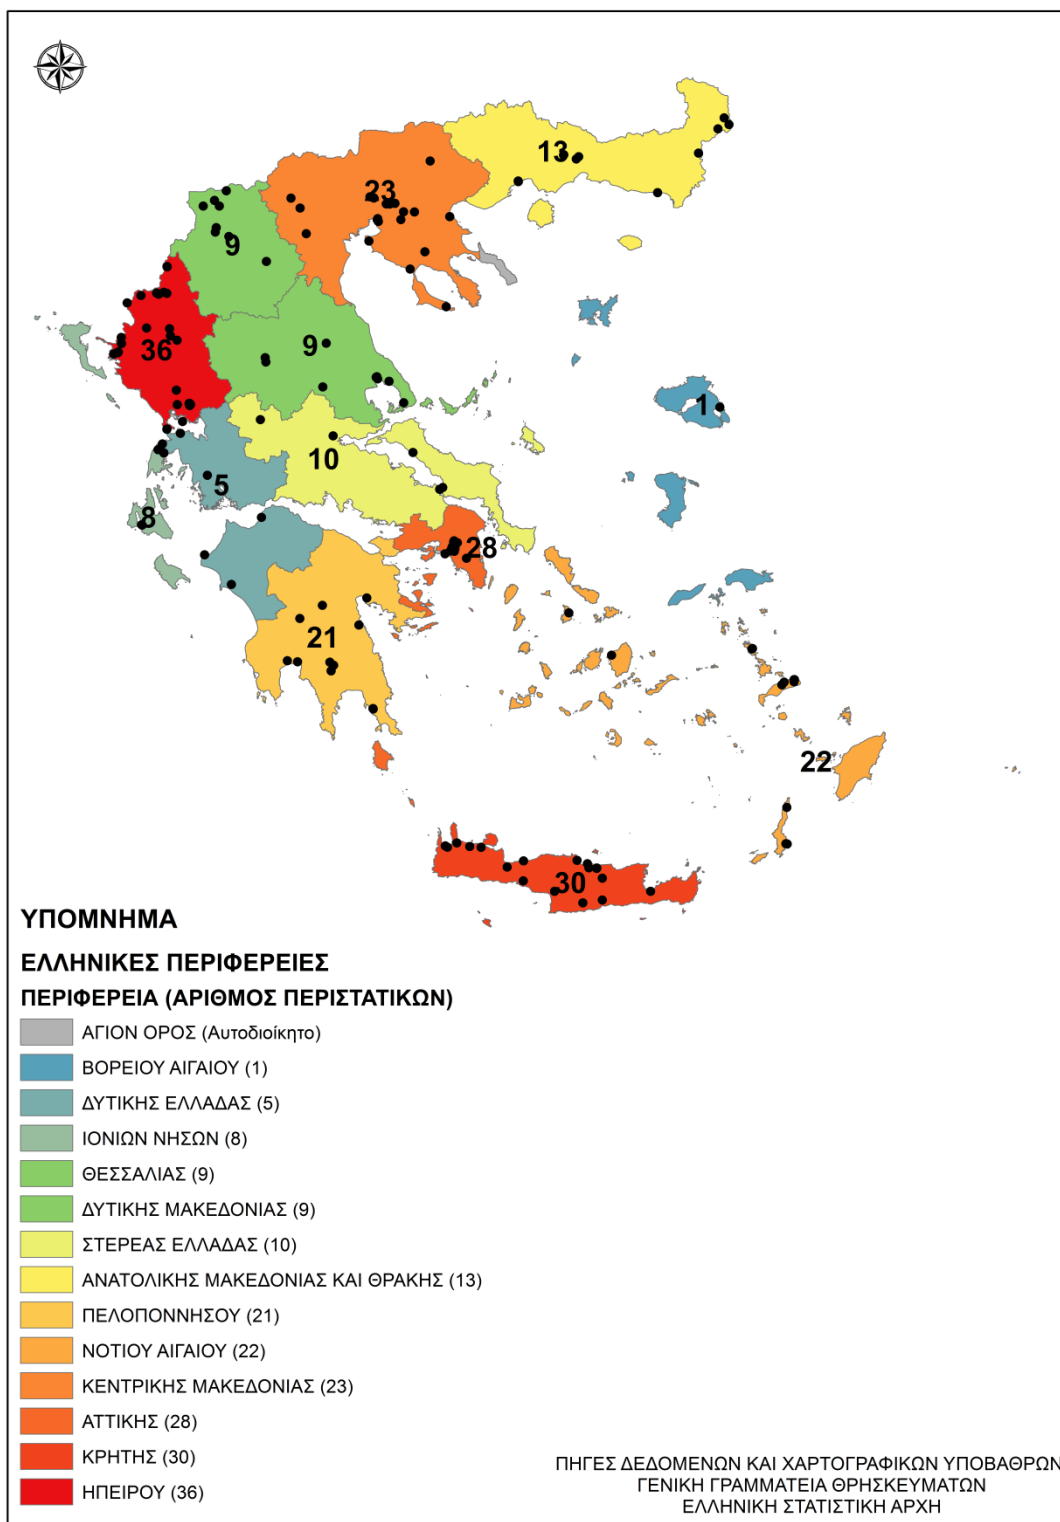 13
23
9
36
9
1
10
5
8
28
21
22
30
ΥΠΟΜΝΗΜΑ
ΕΛΛΗΝΙΚΕΣ ΠΕΡΙΦΕΡΕΙΕΣ
ΠΕΡΙΦΕΡΕΙΑ (ΑΡΙΘΜΟΣ ΠΕΡΙΣΤΑΤΙΚΩΝ)
ΑΓΙΟΝ ΟΡΟΣ (Αυτοδιοίκητο)
ΒΟΡΕΙΟΥ ΑΙΓΑΙΟΥ (1)
ΔΥΤΙΚΗΣ ΕΛΛΑΔΑΣ (5)
ΙΟΝΙΩΝ ΝΗΣΩΝ (8)
ΘΕΣΣΑΛΙΑΣ (9)
ΔΥΤΙΚΗΣ ΜΑΚΕΔΟΝΙΑΣ (9)
ΣΤΕΡΕΑΣ ΕΛΛΑΔΑΣ (10)
ΑΝΑΤΟΛΙΚΗΣ ΜΑΚΕΔΟΝΙΑΣ ΚΑΙ ΘΡΑΚΗΣ (13)
ΠΕΛΟΠΟΝΝΗΣΟΥ (21)
ΝΟΤΙΟΥ ΑΙΓΑΙΟΥ (22)
ΚΕΝΤΡΙΚΗΣ ΜΑΚΕΔΟΝΙΑΣ (23)
ΑΤΤΙΚΗΣ (28)
ΚΡΗΤΗΣ (30)
ΗΠΕΙΡΟΥ (36)
ΠΗΓΕΣ ΔΕΔΟΜΕΝΩΝ ΚΑΙ ΧΑΡΤΟΓΡΑΦΙΚΩΝ ΥΠΟΒΑΘΡΩΝ
ΓΕΝΙΚΗ ΓΡΑΜΜΑΤΕΙΑ ΘΡΗΣΚΕΥΜΑΤΩΝ
ΕΛΛΗΝΙΚΗ ΣΤΑΤΙΣΤΙΚΗ ΑΡΧΗ